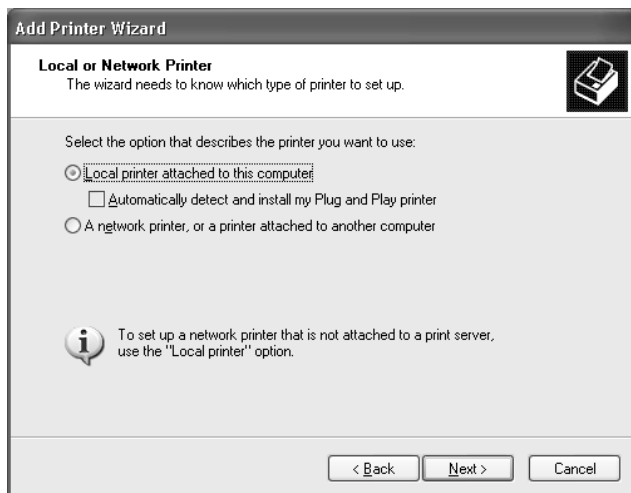 Add Printer Wizard
Local or Network Printer
The wizard needs to know which type of printer to set up.
Select the option that describes the printer you want to use:
Local printer attached to this computer
Automatically detect and install my Plug and Play printer
A network printer, or a printer attached to another computer
To set up a network printer that is not attached to a print server,
use the "Local printer" option.
< Back Next > Cancel